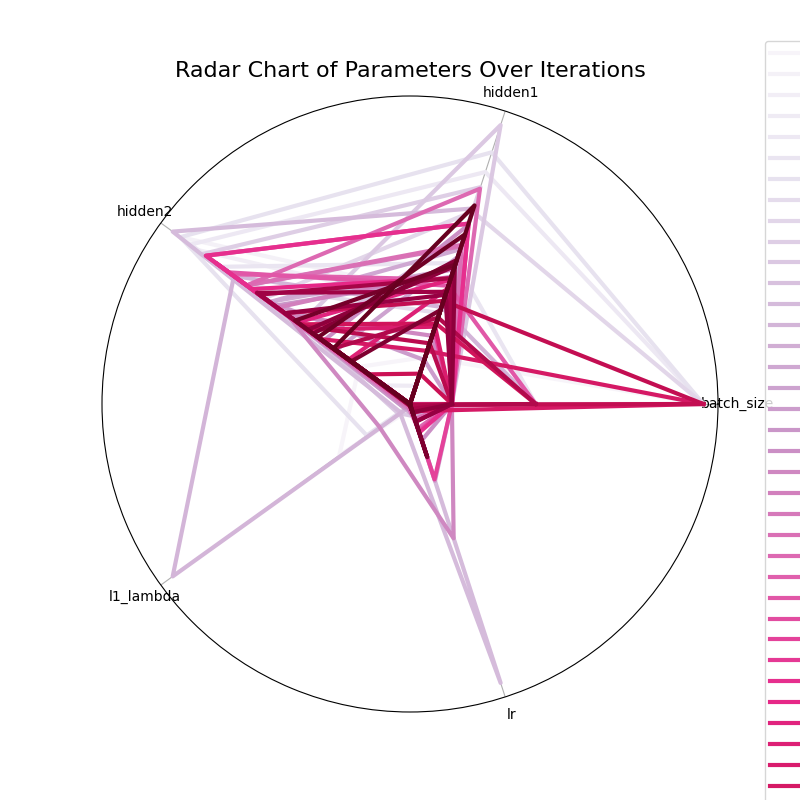 Radar Chart of Parameters Over Iterations
hidden1
hidden2
batch_size
l1_lambda
lr